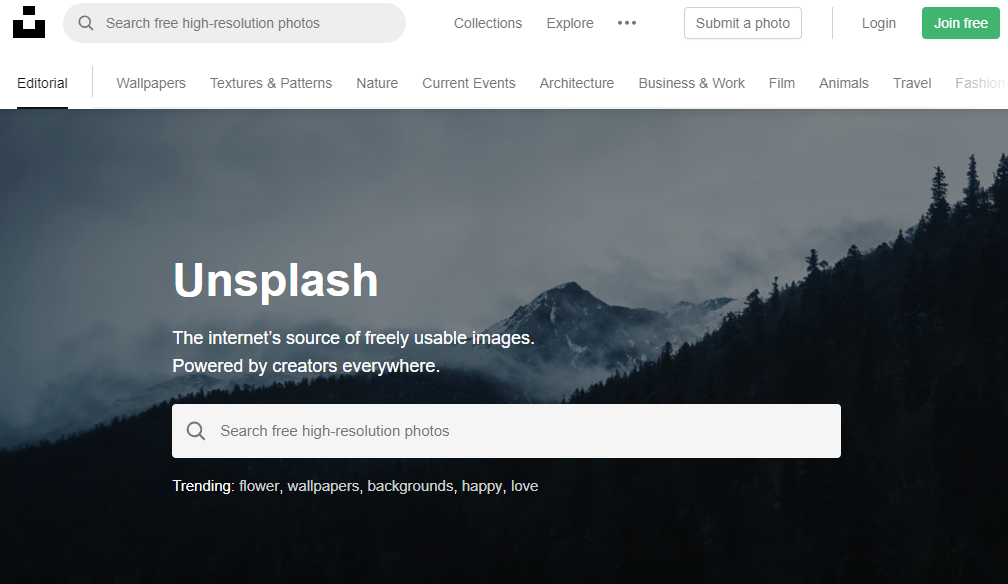 Search free high-resolution photos Collections Explore Submit a photo Login Join free
Editorial Wallpapers Textures & Patterns Nature Current Events Architecture Business & Work Film Animals Travel Fashion
Unsplash
The internet's source of freely usable images.
Powered by creators everywhere.
Search free high-resolution photos
Trending: flower, wallpapers, backgrounds, happy, love